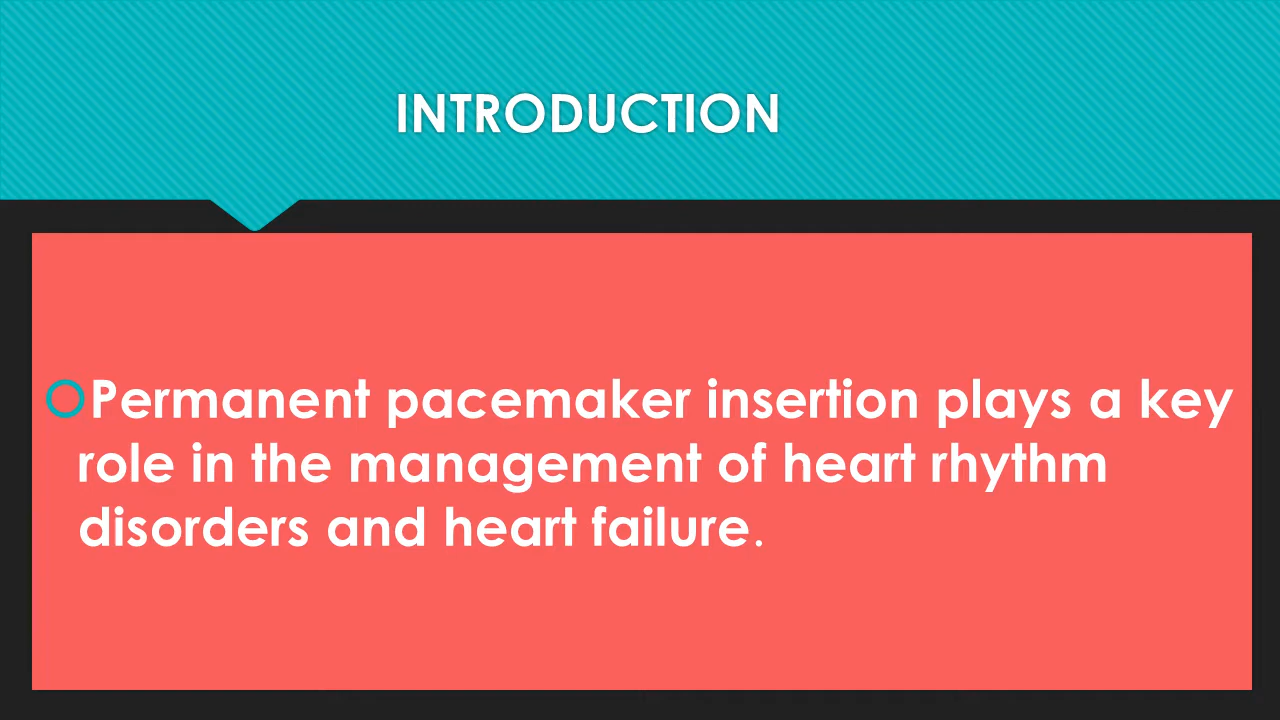 INTRODUCTION
Permanent pacemaker insertion plays a key
role in the management of heart rhythm
disorders and heart failure.